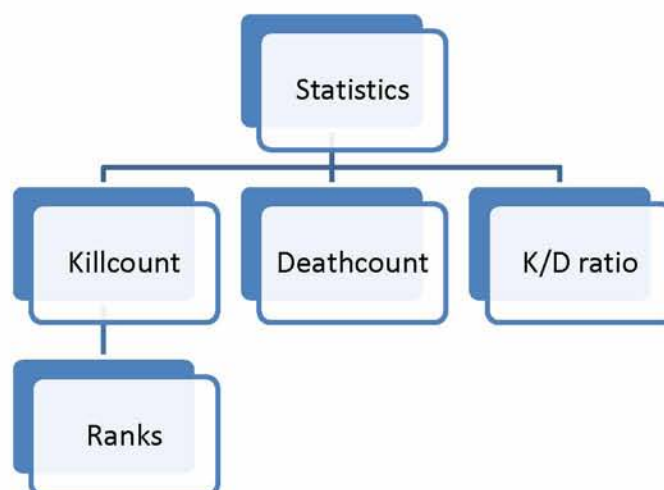 Statistics
Killcount
Deathcount
K/D ratio
Ranks